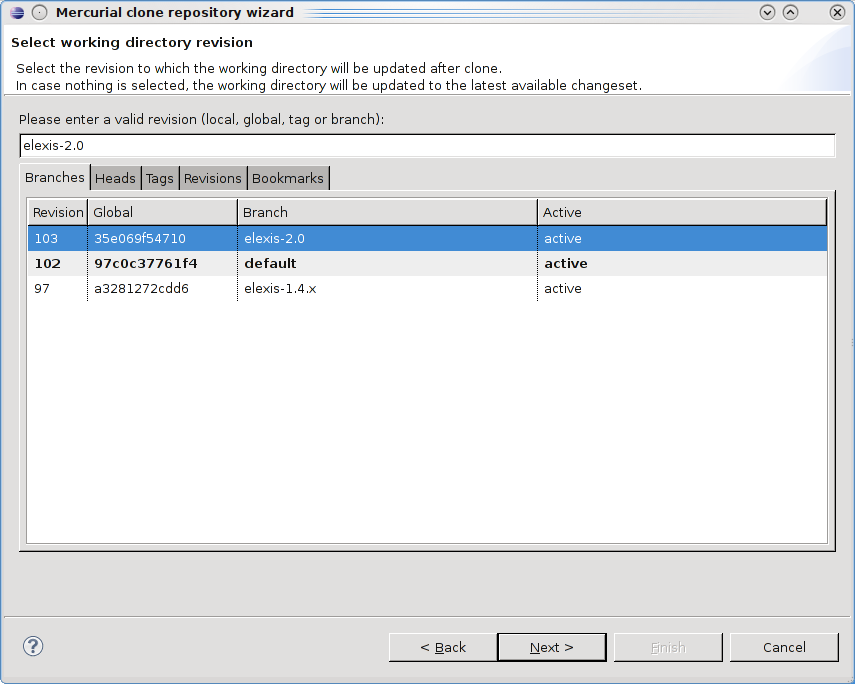 Mercurial clone repository wizard
Select working directory revision
Select the revision to which the working directory will be updated after clone.
In case nothing is selected, the working directory will be updated to the latest available changeset.
Please enter a valid revision (local, global, tag or branch):
elexis-2.0
Branches Heads Tags Revisions Bookmarks
Revision Global Branch Active
103 35e069f54710 elexis-2.0 active
102 97c0c37761f4 default active
97 a3281272cdd6 elexis-1.4.x active
? < Back Next > Finish Cancel